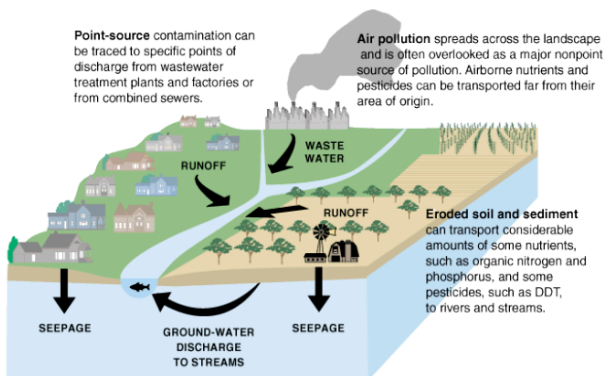 Point-source contamination can
be traced to specific points of
discharge from wastewater
treatment plants and factories or
from combined sewers.
Air pollution spreads across the landscape
and is often overlooked as a major nonpoint
source of pollution. Airborne nutrients and
pesticides can be transported far from their
area of origin.
WASTE
WATER
RUNOFF
RUNOFF
Eroded soil and sediment
can transport considerable
amounts of some nutrients,
such as organic nitrogen and
phosphorus, and some
pesticides, such as DDT,
to rivers and streams.
SEEPAGE
GROUND-WATER
DISCHARGE
TO STREAMS
SEEPAGE